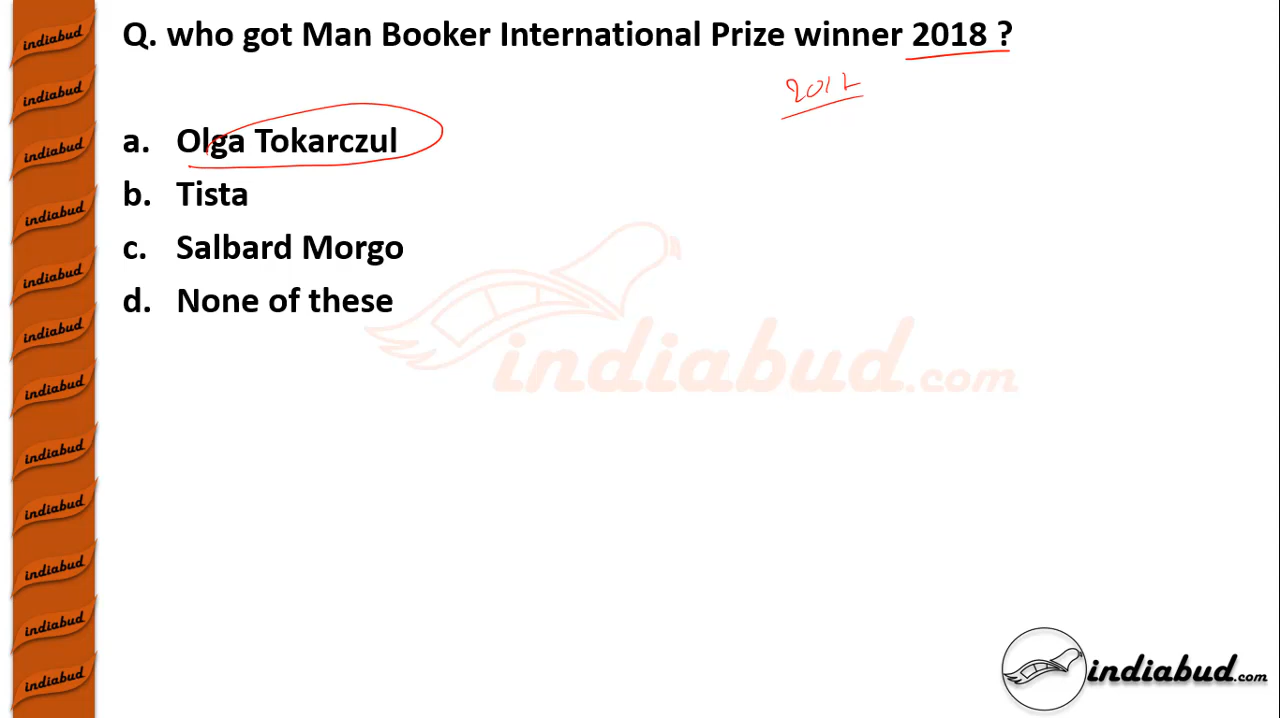 Q. who got Man Booker International Prize winner 2018 ?
a. Olga Tokarczul
b. Tista
c. Salbard Morgo
d. None of these
indiabud.com
indiabud.com
indiabud
indiabud
indiabud
indiabud
indiabud
indiabud
indiabud
indiabud
indiabud
indiabud
indiabud
indiabud